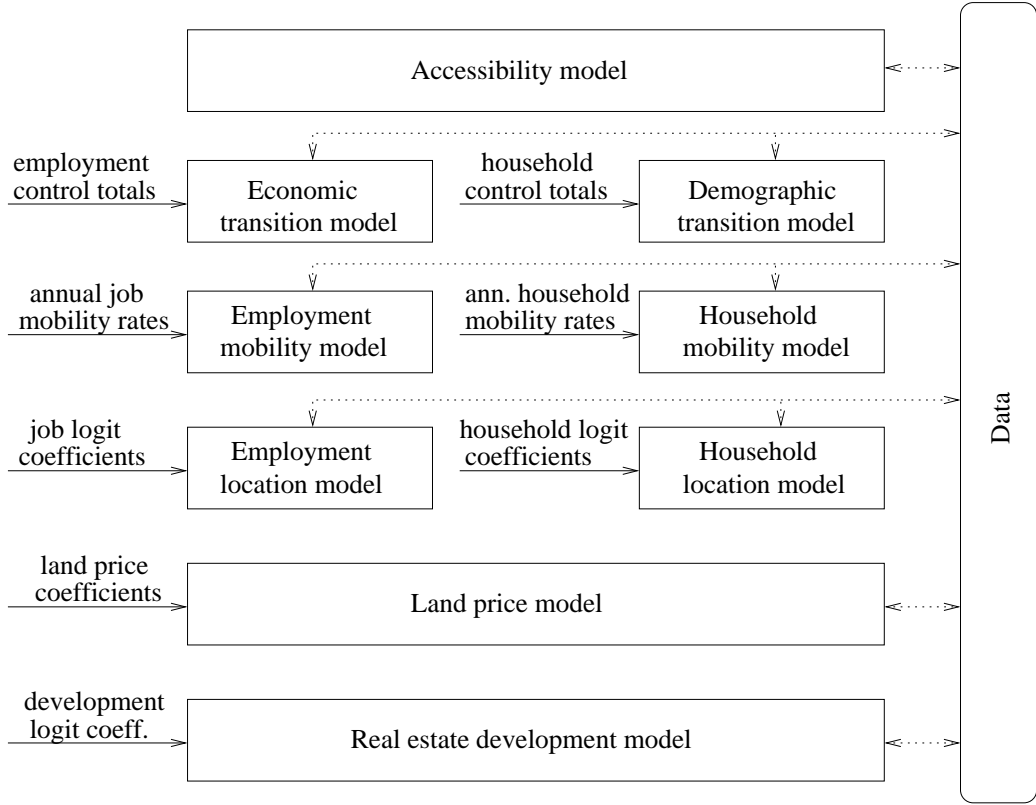 Accessibility model
employment
control totals
Economic
transition model
household
control totals
Demographic
transition model
annual job
mobility rates
Employment
mobility model
ann. household
mobility rates
Household
mobility model
job logit
coefficients
Employment
location model
household logit
coefficients
Household
location model
land price
coefficients
Land price model
development
logit coeff.
Real estate development model
Data